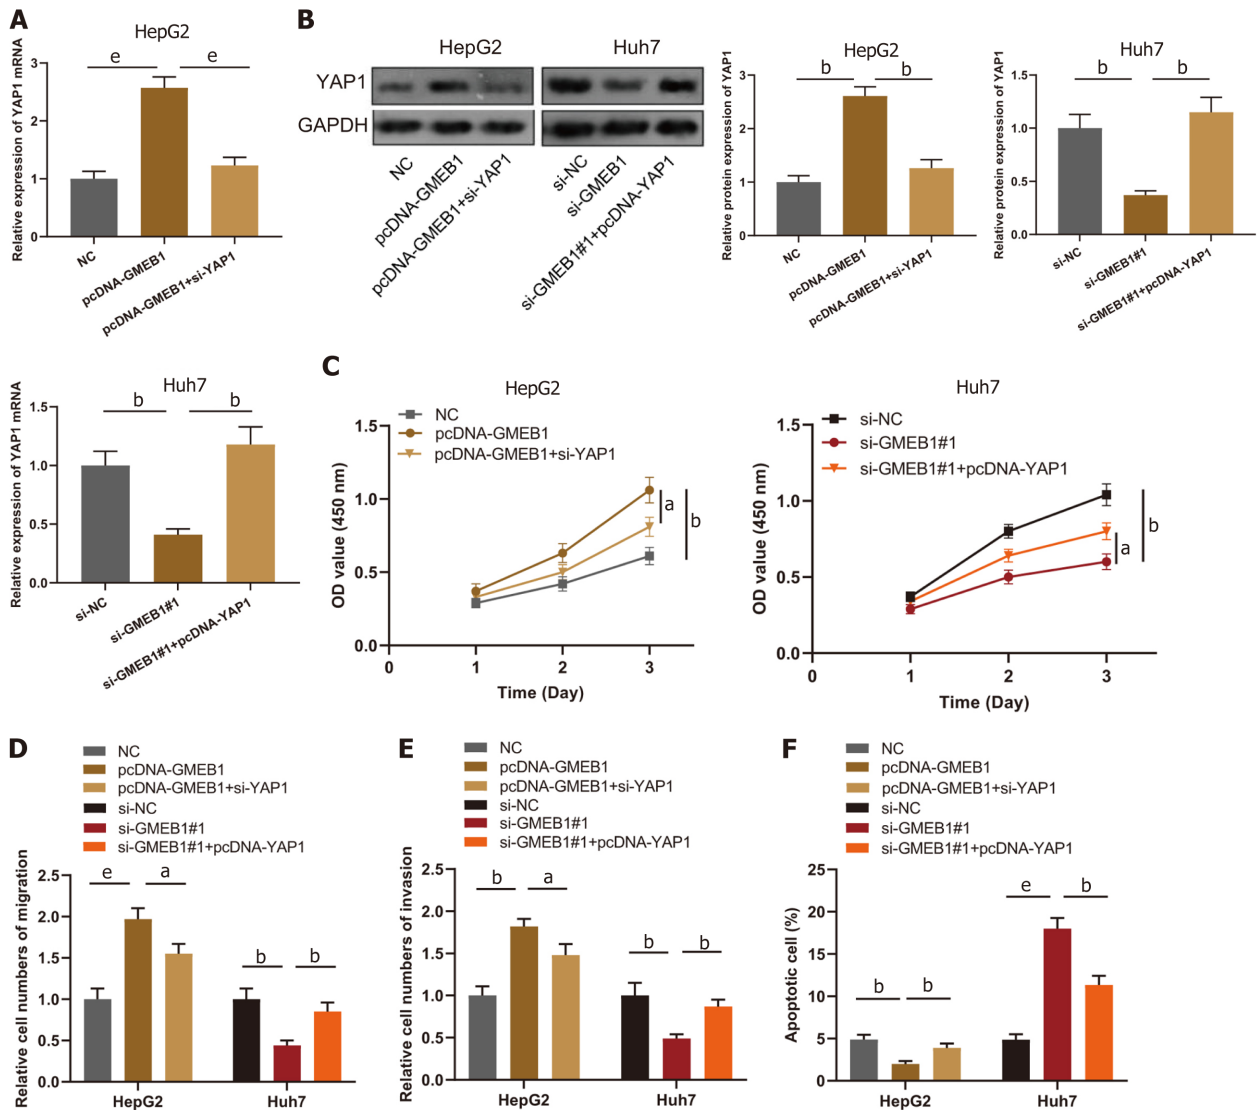 A
HepG2
e
e
Relative expression of YAP1 mRNA
3
2
1
0
NC
pcDNA-GMEB1
pcDNA-GMEB1+si-YAP1
Huh7
b
b
Relative expression of YAP1 mRNA
1.5
1.0
0.5
0.0
si-NC
si-GMEB1#1
si-GMEB1#1+pcDNA-YAP1
B
HepG2
Huh7
YAP1
GAPDH
NC
pcDNA-GMEB1
pcDNA-GMEB1+si-YAP1
si-NC
si-GMEB1
si-GMEB1#1+pcDNA-YAP1
HepG2
b
b
Relative protein expression of YAP1
3
2
1
0
NC
pcDNA-GMEB1
pcDNA-GMEB1+si-YAP1
Huh7
b
b
Relative protein expression of YAP1
1.5
1.0
0.5
0.0
si-NC
si-GMEB1#1
si-GMEB1#1+pcDNA-YAP1
C
HepG2
NC
pcDNA-GMEB1
pcDNA-GMEB1+si-YAP1
OD value (450 nm)
1.5
1.0
0.5
0.0
a
b
0
1
2
3
Time (Day)
Huh7
si-NC
si-GMEB1#1
si-GMEB1#1+pcDNA-YAP1
OD value (450 nm)
1.5
1.0
0.5
0.0
a
b
0
1
2
3
Time (Day)
D
NC
pcDNA-GMEB1
pcDNA-GMEB1+si-YAP1
si-NC
si-GMEB1#1
si-GMEB1#1+pcDNA-YAP1
Relative cell numbers of migration
2.5
2.0
1.5
1.0
0.5
0.0
e
a
b
b
HepG2
Huh7
E
NC
pcDNA-GMEB1
pcDNA-GMEB1+si-YAP1
si-NC
si-GMEB1#1
si-GMEB1#1+pcDNA-YAP1
Relative cell numbers of invasion
2.5
2.0
1.5
1.0
0.5
0.0
b
a
b
b
HepG2
Huh7
F
NC
pcDNA-GMEB1
pcDNA-GMEB1+si-YAP1
si-NC
si-GMEB1#1
si-GMEB1#1+pcDNA-YAP1
Apoptotic cell (%)
25
20
15
10
5
0
b
b
e
b
HepG2
Huh7